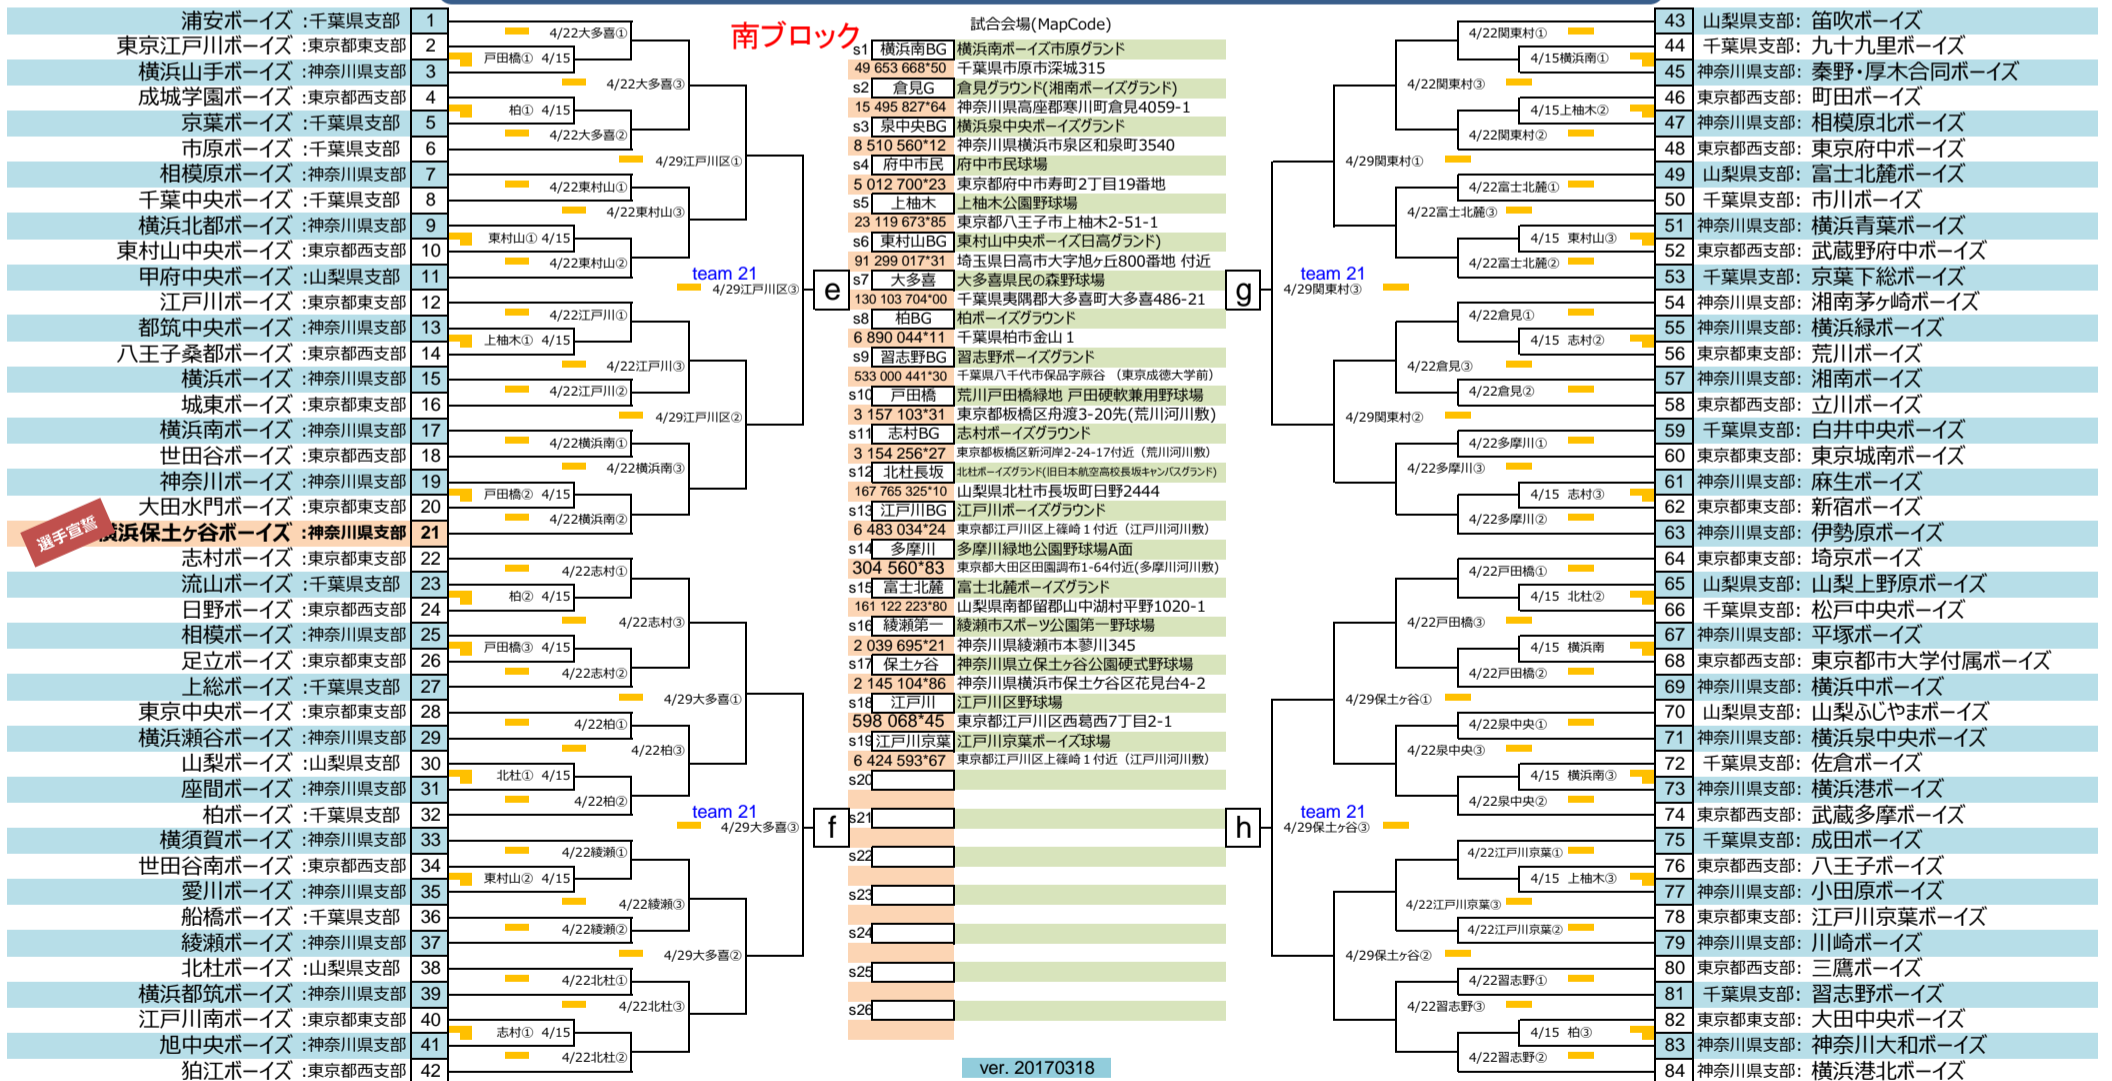 南ブロック
試合会場(MapCode)
浦安ボーイズ :千葉県支部 1
東京江戸川ボーイズ :東京都東支部 2
横浜山手ボーイズ :神奈川県支部 3
成城学園ボーイズ :東京都西支部 4
京葉ボーイズ :千葉県支部 5
市原ボーイズ :千葉県支部 6
相模原ボーイズ :神奈川県支部 7
千葉中央ボーイズ :千葉県支部 8
横浜北都ボーイズ :神奈川県支部 9
東村山中央ボーイズ :東京都西支部 10
甲府中央ボーイズ :山梨県支部 11
江戸川ボーイズ :東京都東支部 12
都筑中央ボーイズ :神奈川県支部 13
八王子桑都ボーイズ :東京都西支部 14
横浜ボーイズ :神奈川県支部 15
城東ボーイズ :東京都東支部 16
横浜南ボーイズ :神奈川県支部 17
世田谷ボーイズ :東京都西支部 18
神奈川ボーイズ :神奈川県支部 19
大田水門ボーイズ :東京都東支部 20
選手宣誓
横浜保土ヶ谷ボーイズ :神奈川県支部 21
志村ボーイズ :東京都東支部 22
流山ボーイズ :千葉県支部 23
日野ボーイズ :東京都西支部 24
相模ボーイズ :神奈川県支部 25
足立ボーイズ :東京都東支部 26
上総ボーイズ :千葉県支部 27
東京中央ボーイズ :東京都東支部 28
横浜瀬谷ボーイズ :神奈川県支部 29
山梨ボーイズ :山梨県支部 30
座間ボーイズ :神奈川県支部 31
柏ボーイズ :千葉県支部 32
横須賀ボーイズ :神奈川県支部 33
世田谷南ボーイズ :東京都西支部 34
愛川ボーイズ :神奈川県支部 35
船橋ボーイズ :千葉県支部 36
綾瀬ボーイズ :神奈川県支部 37
北杜ボーイズ :山梨県支部 38
横浜都筑ボーイズ :神奈川県支部 39
江戸川南ボーイズ :東京都東支部 40
旭中央ボーイズ :神奈川県支部 41
狛江ボーイズ :東京都西支部 42
4/22大多喜①
戸田橋① 4/15
4/22大多喜③
柏① 4/15
4/22大多喜②
4/29江戸川区①
4/22東村山①
4/22東村山③
東村山① 4/15
4/22東村山②
team 21
4/29江戸川区③
e
4/22江戸川①
上柚木① 4/15
4/22江戸川③
4/22江戸川②
4/29江戸川区②
4/22横浜南①
4/22横浜南③
戸田橋② 4/15
4/22横浜南②
4/22志村①
柏② 4/15
4/22志村③
戸田橋③ 4/15
4/22志村②
4/29大多喜①
4/22柏①
4/22柏③
北杜① 4/15
4/22柏②
team 21
4/29大多喜③
f
4/22綾瀬①
東村山② 4/15
4/22綾瀬③
4/22綾瀬②
4/29大多喜②
4/22北杜①
4/22北杜③
志村① 4/15
4/22北杜②
s1 横浜南BG 横浜南ボーイズ市原グランド
49 653 668*50 千葉県市原市深城315
s2 倉見G 倉見グラウンド(湘南ボーイズグランド)
15 495 827*64 神奈川県高座郡寒川町倉見4059-1
s3 泉中央BG 横浜泉中央ボーイズグランド
8 510 560*12 神奈川県横浜市泉区和泉町3540
s4 府中市民 府中市民球場
5 012 700*23 東京都府中市寿町2丁目19番地
s5 上柚木 上柚木公園野球場
23 119 673*85 東京都八王子市上柚木2-51-1
s6 東村山BG 東村山中央ボーイズ日高グランド)
91 299 017*31 埼玉県日高市大字旭ヶ丘800番地 付近
s7 大多喜 大多喜県民の森野球場
130 103 704*00 千葉県夷隅郡大多喜町大多喜486-21
s8 柏BG 柏ボーイズグラウンド
6 890 044*11 千葉県柏市金山１
s9 習志野BG 習志野ボーイズグランド
533 000 441*30 千葉県八千代市保品字蕨谷 （東京成徳大学前）
s10 戸田橋 荒川戸田橋緑地 戸田硬軟兼用野球場
3 157 103*31 東京都板橋区舟渡3-20先(荒川河川敷)
s11 志村BG 志村ボーイズグラウンド
3 154 256*27 東京都板橋区新河岸2-24-17付近（荒川河川敷）
s12 北杜長坂 北杜ボーイズグランド(旧日本航空高校長坂キャンパスグランド)
167 765 325*10 山梨県北杜市長坂町日野2444
s13 江戸川BG 江戸川ボーイズグラウンド
6 483 034*24 東京都江戸川区上篠崎１付近（江戸川河川敷）
s14 多摩川 多摩川緑地公園野球場A面
304 560*83 東京都大田区田園調布1-64付近(多摩川河川敷)
s15 富士北麓 富士北麓ボーイズグランド
161 122 223*80 山梨県南都留郡山中湖村平野1020-1
s16 綾瀬第一 綾瀬市スポーツ公園第一野球場
2 039 695*21 神奈川県綾瀬市本蓼川345
s17 保土ヶ谷 神奈川県立保土ヶ谷公園硬式野球場
2 145 104*86 神奈川県横浜市保土ケ谷区花見台4-2
s18 江戸川 江戸川区野球場
598 068*45 東京都江戸川区西葛西7丁目2-1
s19 江戸川京葉 江戸川京葉ボーイズ球場
6 424 593*67 東京都江戸川区上篠崎１付近（江戸川河川敷）
s20
s21
s22
s23
s24
s25
s26
ver. 20170318
4/22関東村①
4/15横浜南①
4/22関東村③
4/15上柚木②
4/22関東村②
4/29関東村①
4/22富士北麓①
4/22富士北麓③
4/15 東村山③
4/22富士北麓②
g
team 21
4/29関東村③
4/22倉見①
4/15 志村②
4/22倉見③
4/22倉見②
4/29関東村②
4/22多摩川①
4/22多摩川③
4/15 志村③
4/22多摩川②
4/22戸田橋①
4/15 北杜②
4/22戸田橋③
4/15 横浜南
4/22戸田橋②
4/29保土ヶ谷①
4/22泉中央①
4/22泉中央③
4/15 横浜南③
4/22泉中央②
h
team 21
4/29保土ヶ谷③
4/22江戸川京葉①
4/15 上柚木③
4/22江戸川京葉③
4/22江戸川京葉②
4/29保土ヶ谷②
4/22習志野①
4/22習志野③
4/15 柏③
4/22習志野②
43 山梨県支部: 笛吹ボーイズ
44 千葉県支部: 九十九里ボーイズ
45 神奈川県支部: 秦野・厚木合同ボーイズ
46 東京都西支部: 町田ボーイズ
47 神奈川県支部: 相模原北ボーイズ
48 東京都西支部: 東京府中ボーイズ
49 山梨県支部: 富士北麓ボーイズ
50 千葉県支部: 市川ボーイズ
51 神奈川県支部: 横浜青葉ボーイズ
52 東京都西支部: 武蔵野府中ボーイズ
53 千葉県支部: 京葉下総ボーイズ
54 神奈川県支部: 湘南茅ヶ崎ボーイズ
55 神奈川県支部: 横浜緑ボーイズ
56 東京都東支部: 荒川ボーイズ
57 神奈川県支部: 湘南ボーイズ
58 東京都西支部: 立川ボーイズ
59 千葉県支部: 白井中央ボーイズ
60 東京都東支部: 東京城南ボーイズ
61 神奈川県支部: 麻生ボーイズ
62 東京都東支部: 新宿ボーイズ
63 神奈川県支部: 伊勢原ボーイズ
64 東京都東支部: 埼京ボーイズ
65 山梨県支部: 山梨上野原ボーイズ
66 千葉県支部: 松戸中央ボーイズ
67 神奈川県支部: 平塚ボーイズ
68 東京都西支部: 東京都市大学付属ボーイズ
69 神奈川県支部: 横浜中ボーイズ
70 山梨県支部: 山梨ふじやまボーイズ
71 神奈川県支部: 横浜泉中央ボーイズ
72 千葉県支部: 佐倉ボーイズ
73 神奈川県支部: 横浜港ボーイズ
74 東京都西支部: 武蔵多摩ボーイズ
75 千葉県支部: 成田ボーイズ
76 東京都西支部: 八王子ボーイズ
77 神奈川県支部: 小田原ボーイズ
78 東京都東支部: 江戸川京葉ボーイズ
79 神奈川県支部: 川崎ボーイズ
80 東京都西支部: 三鷹ボーイズ
81 千葉県支部: 習志野ボーイズ
82 東京都東支部: 大田中央ボーイズ
83 神奈川県支部: 神奈川大和ボーイズ
84 神奈川県支部: 横浜港北ボーイズ